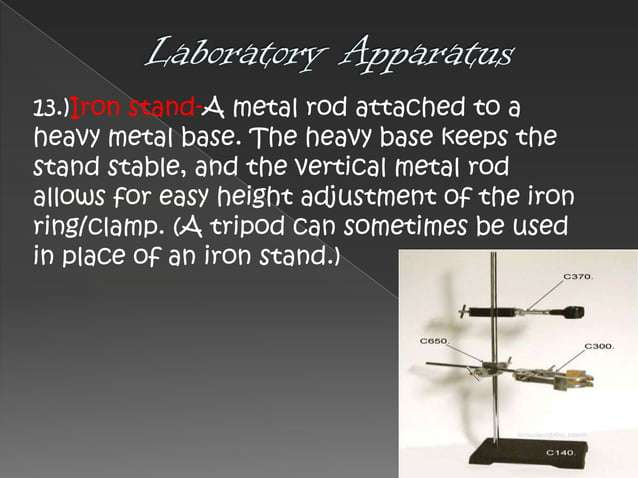 Laboratory Apparatus
13.)Iron stand-A metal rod attached to a
heavy metal base. The heavy base keeps the
stand stable, and the vertical metal rod
allows for easy height adjustment of the iron
ring/clamp. (A tripod can sometimes be used
in place of an iron stand.)
C370.
C650.
C300.
C140.